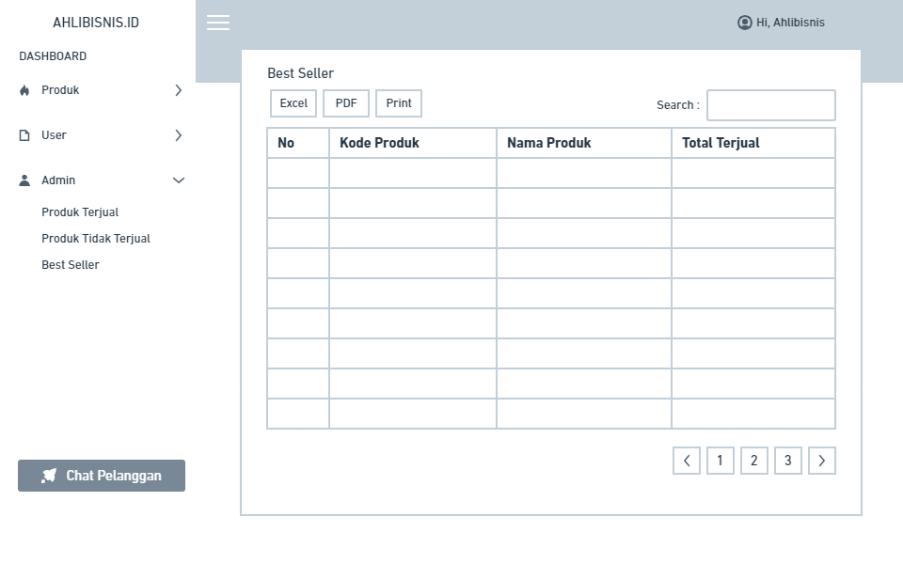 AHLIBISNIS.ID
Hi, Ahlibisnis
DASHBOARD
Produk
User
Admin
Produk Terjual
Produk Tidak Terjual
Best Seller
Chat Pelanggan
Best Seller
Excel PDF Print
Search :
No Kode Produk Nama Produk Total Terjual
1 2 3